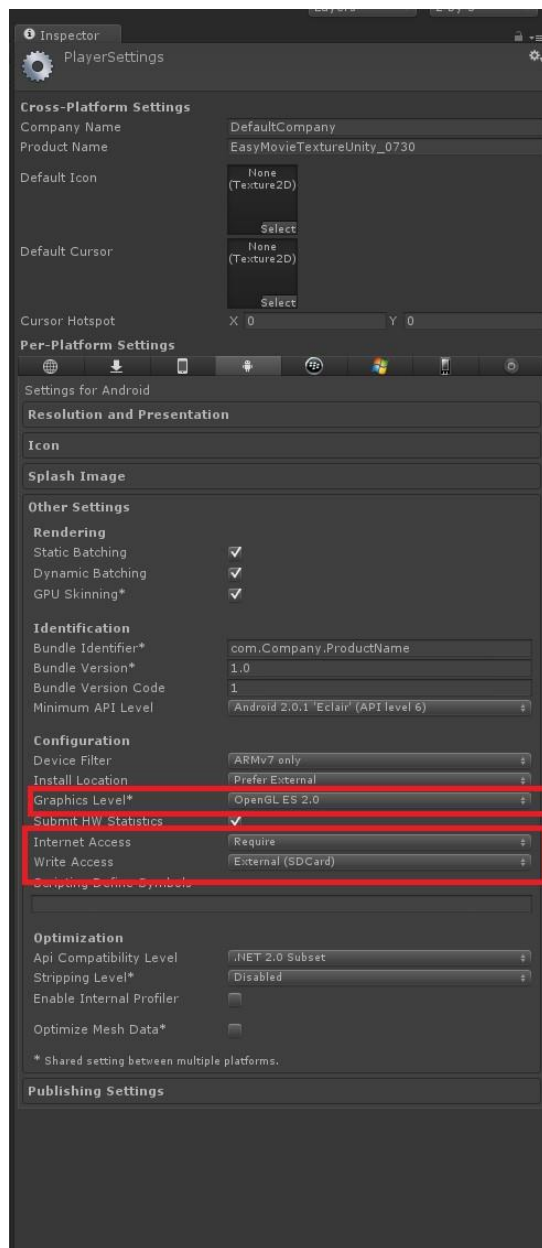 Inspector
PlayerSettings
Cross-Platform Settings
Company Name DefaultCompany
Product Name EasyMovieTextureUnity_0730
Default Icon None
(Texture2D)
Select
Default Cursor None
(Texture2D)
Select
Cursor Hotspot X 0 Y 0
Per-Platform Settings
Settings for Android
Resolution and Presentation
Icon
Splash Image
Other Settings
Rendering
Static Batching
Dynamic Batching
GPU Skinning*
Identification
Bundle Identifier* com.Company.ProductName
Bundle Version* 1.0
Bundle Version Code 1
Minimum API Level Android 2.0.1 'Eclair' (API level 6)
Configuration
Device Filter ARMv7 only
Install Location Prefer External
Graphics Level* OpenGL ES 2.0
Submit HW Statistics
Internet Access Require
Write Access External (SDCard)
Scripting Define Symbols
Optimization
Api Compatibility Level .NET 2.0 Subset
Stripping Level* Disabled
Enable Internal Profiler
Optimize Mesh Data*
* Shared setting between multiple platforms.
Publishing Settings